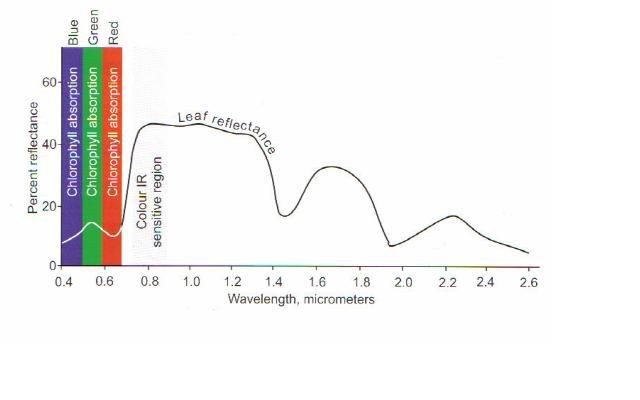 Blue
Green
Red
Chlorophyll absorption
Chlorophyll absorption
Chlorophyll absorption
Leaf reflectance
Colour IR
sensitive region
Percent reflectance
60
40
20
0
0.4 0.6 0.8 1.0 1.2 1.4 1.6 1.8 2.0 2.2 2.4 2.6
Wavelength, micrometers